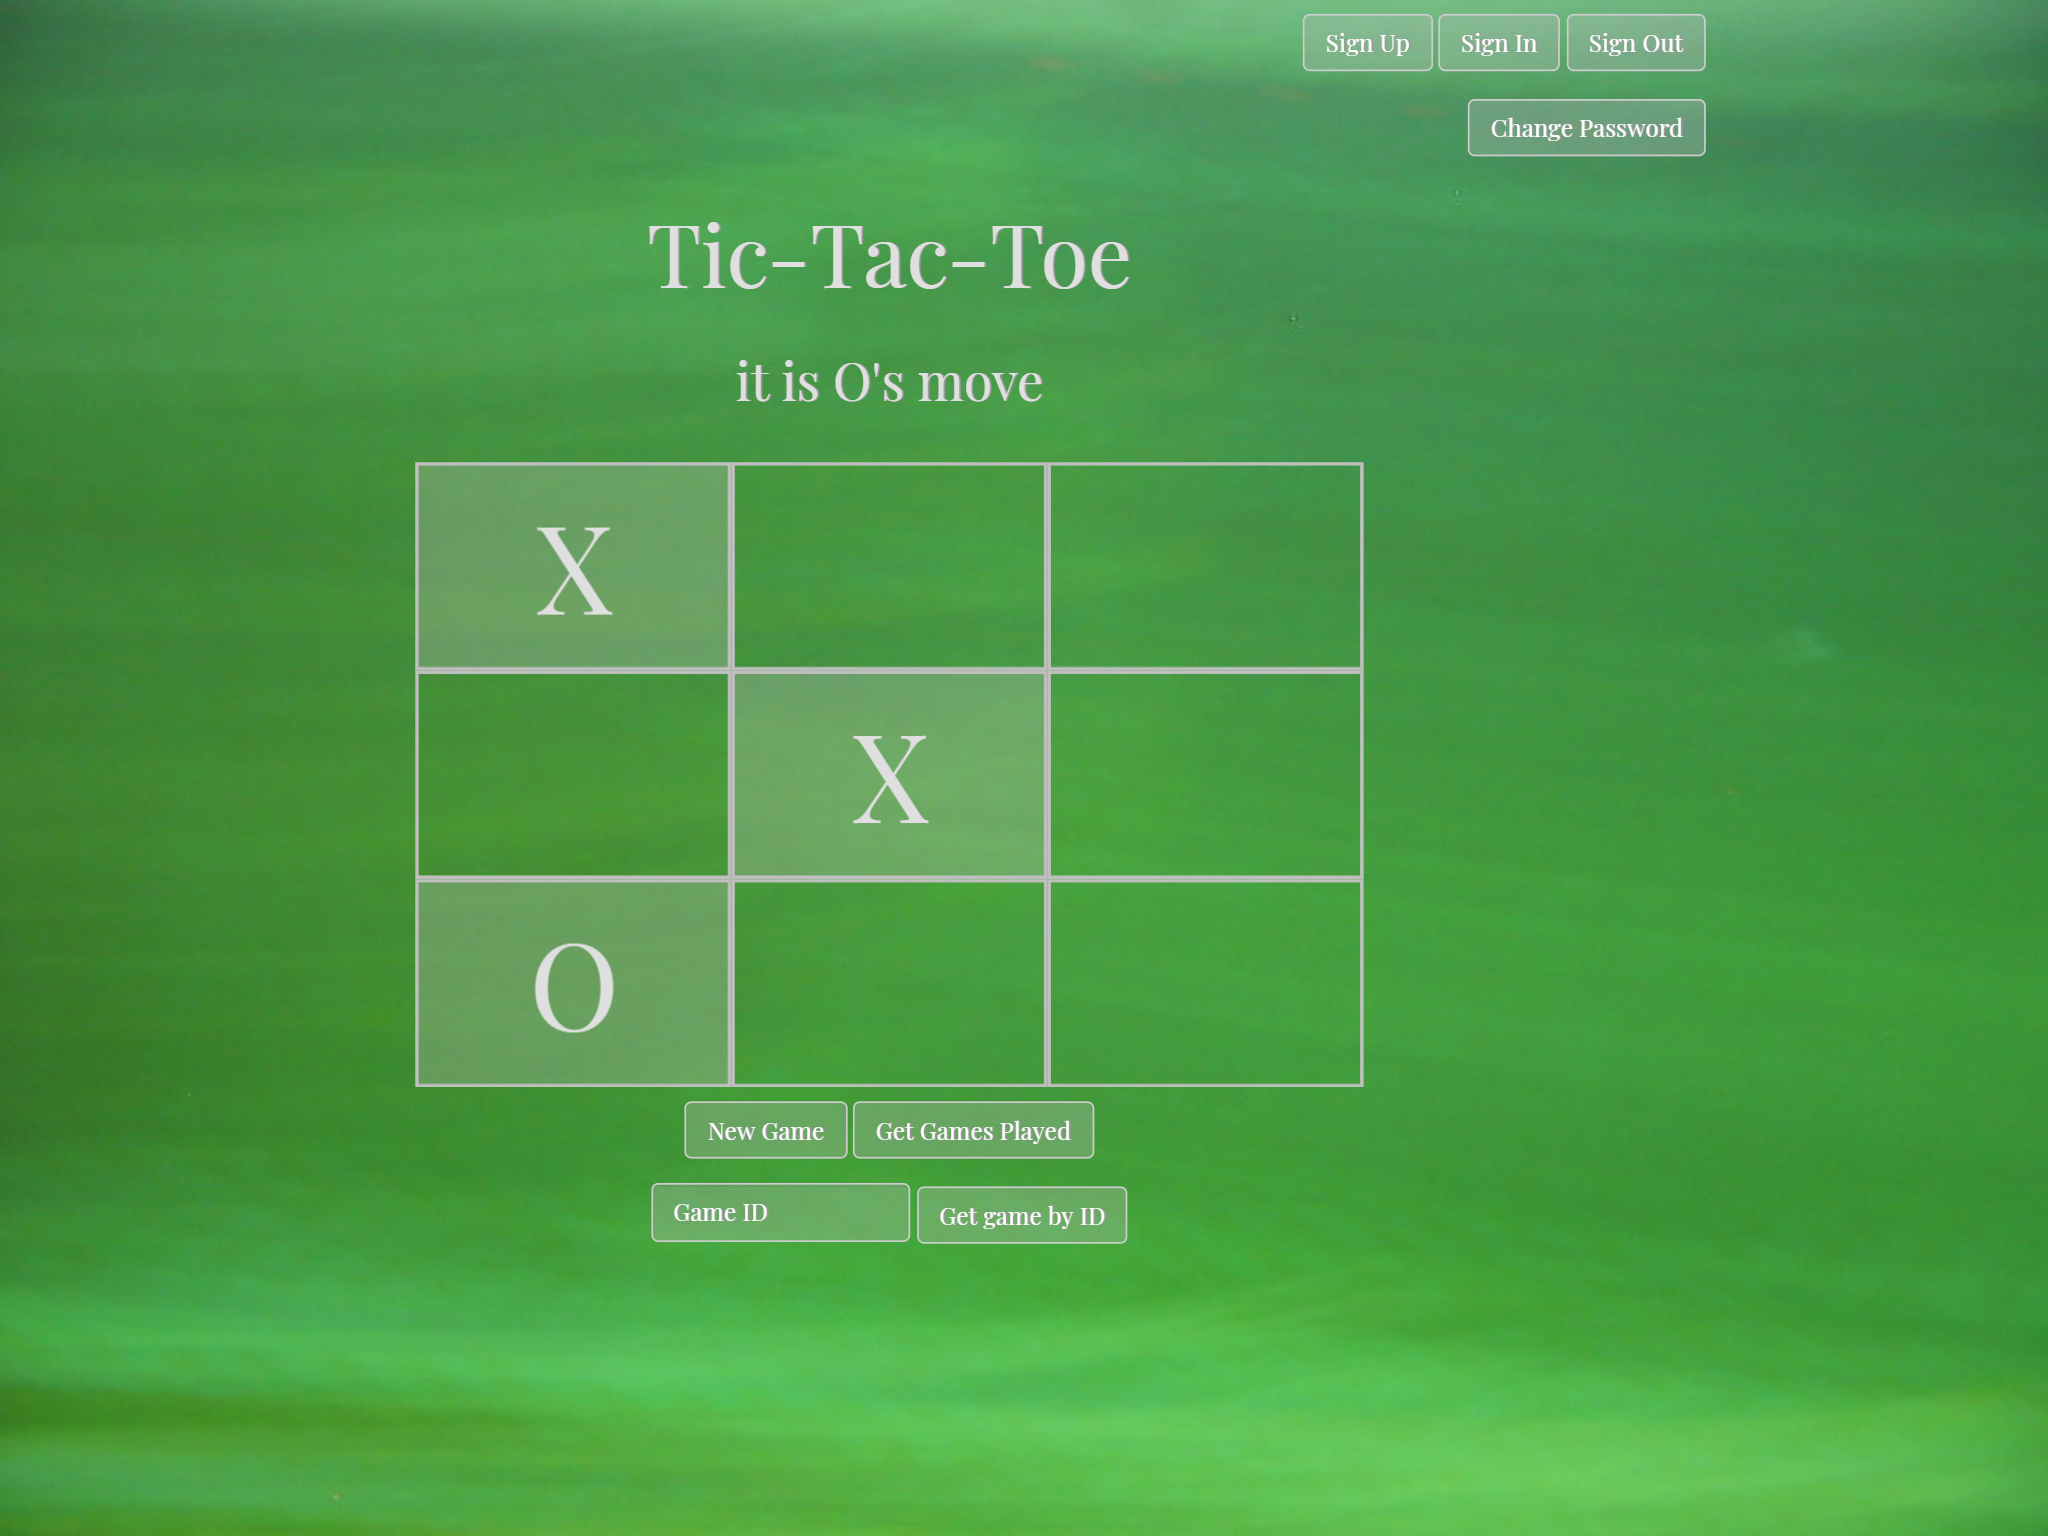 Sign Up Sign In Sign Out
Change Password
Tic-Tac-Toe
it is O's move
X
X
O
New Game Get Games Played
Game ID Get game by ID